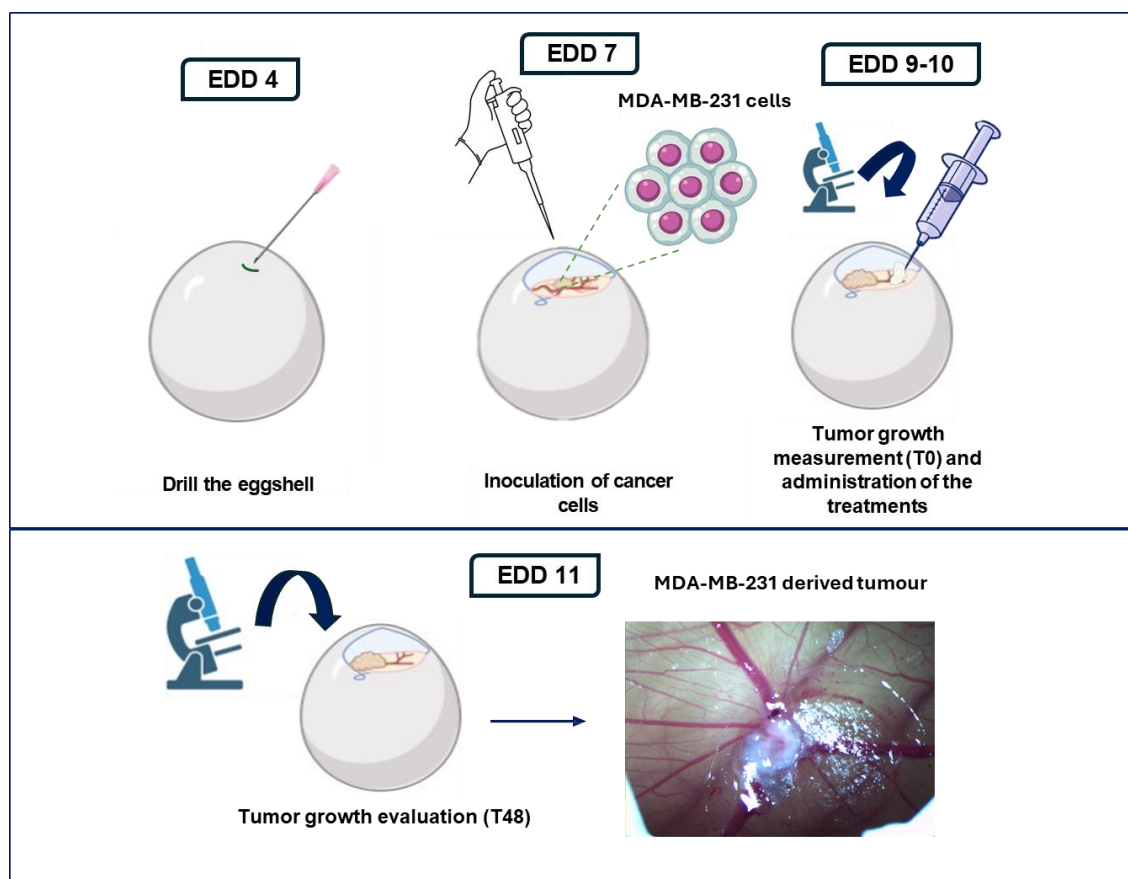 EDD 4
EDD 7
EDD 9-10
MDA-MB-231 cells
Drill the eggshell
Inoculation of cancer
cells
Tumor growth
measurement (T0) and
administration of the
treatments
EDD 11
MDA-MB-231 derived tumour
Tumor growth evaluation (T48)